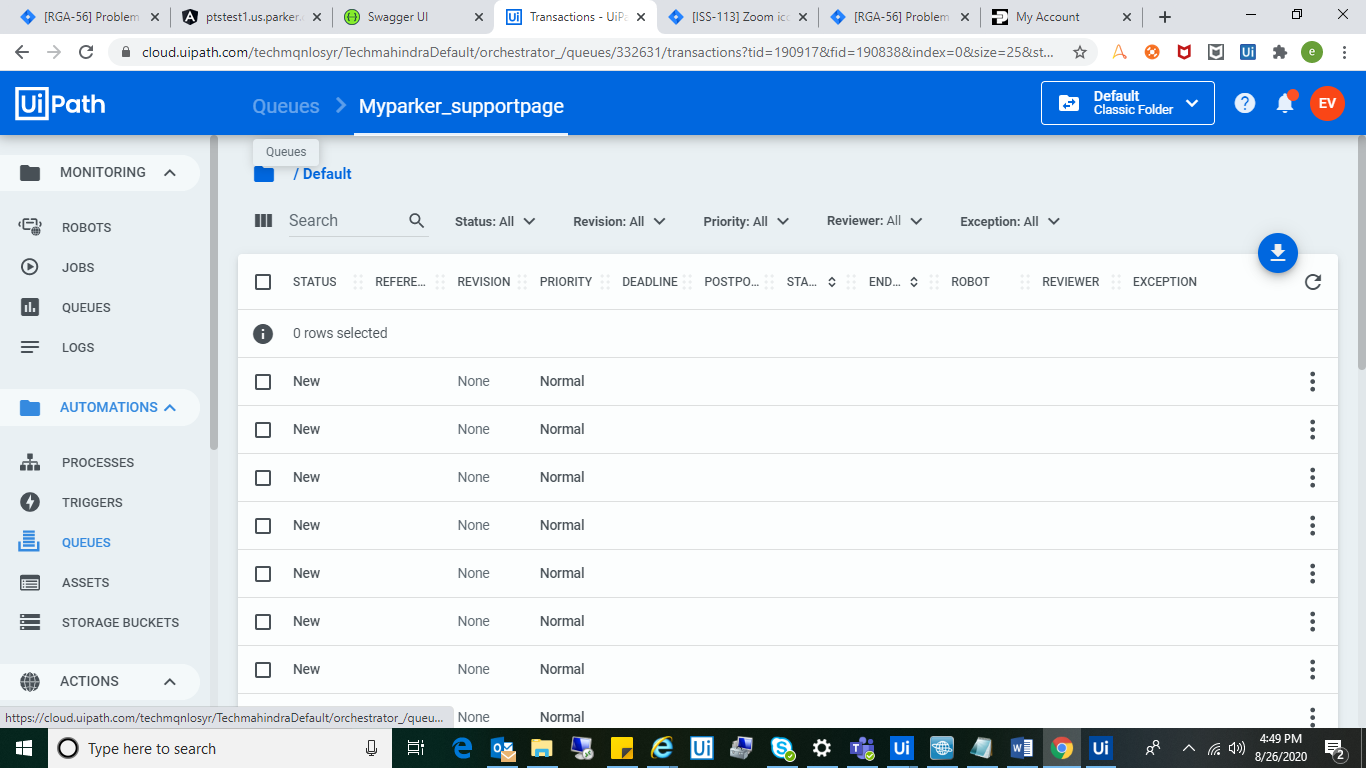 [RGA-56] Problem
ptstest1.us.parker.
Swagger UI
Transactions - UiPa
[ISS-113] Zoom ico
[RGA-56] Problem
My Account
cloud.uipath.com/techmqnlosyr/TechmahindraDefault/orchestrator_/queues/332631/transactions?tid=190917&fid=190838&index=0&size=25&st...
e
UiPath
Queues > Myparker_supportpage
Default
Classic Folder
EV
Queues
/ Default
MONITORING
ROBOTS
JOBS
QUEUES
LOGS
AUTOMATIONS
PROCESSES
TRIGGERS
QUEUES
ASSETS
STORAGE BUCKETS
ACTIONS
Search
Status: All
Revision: All
Priority: All
Reviewer: All
Exception: All
STATUS REFERE... REVISION PRIORITY DEADLINE POSTPO... STA... END... ROBOT REVIEWER EXCEPTION
0 rows selected
New None Normal
New None Normal
New None Normal
New None Normal
New None Normal
New None Normal
New None Normal
None Normal
https://cloud.uipath.com/techmqnlosyr/TechmahindraDefault/orchestrator_/queu...
Type here to search
4:49 PM
8/26/2020
2